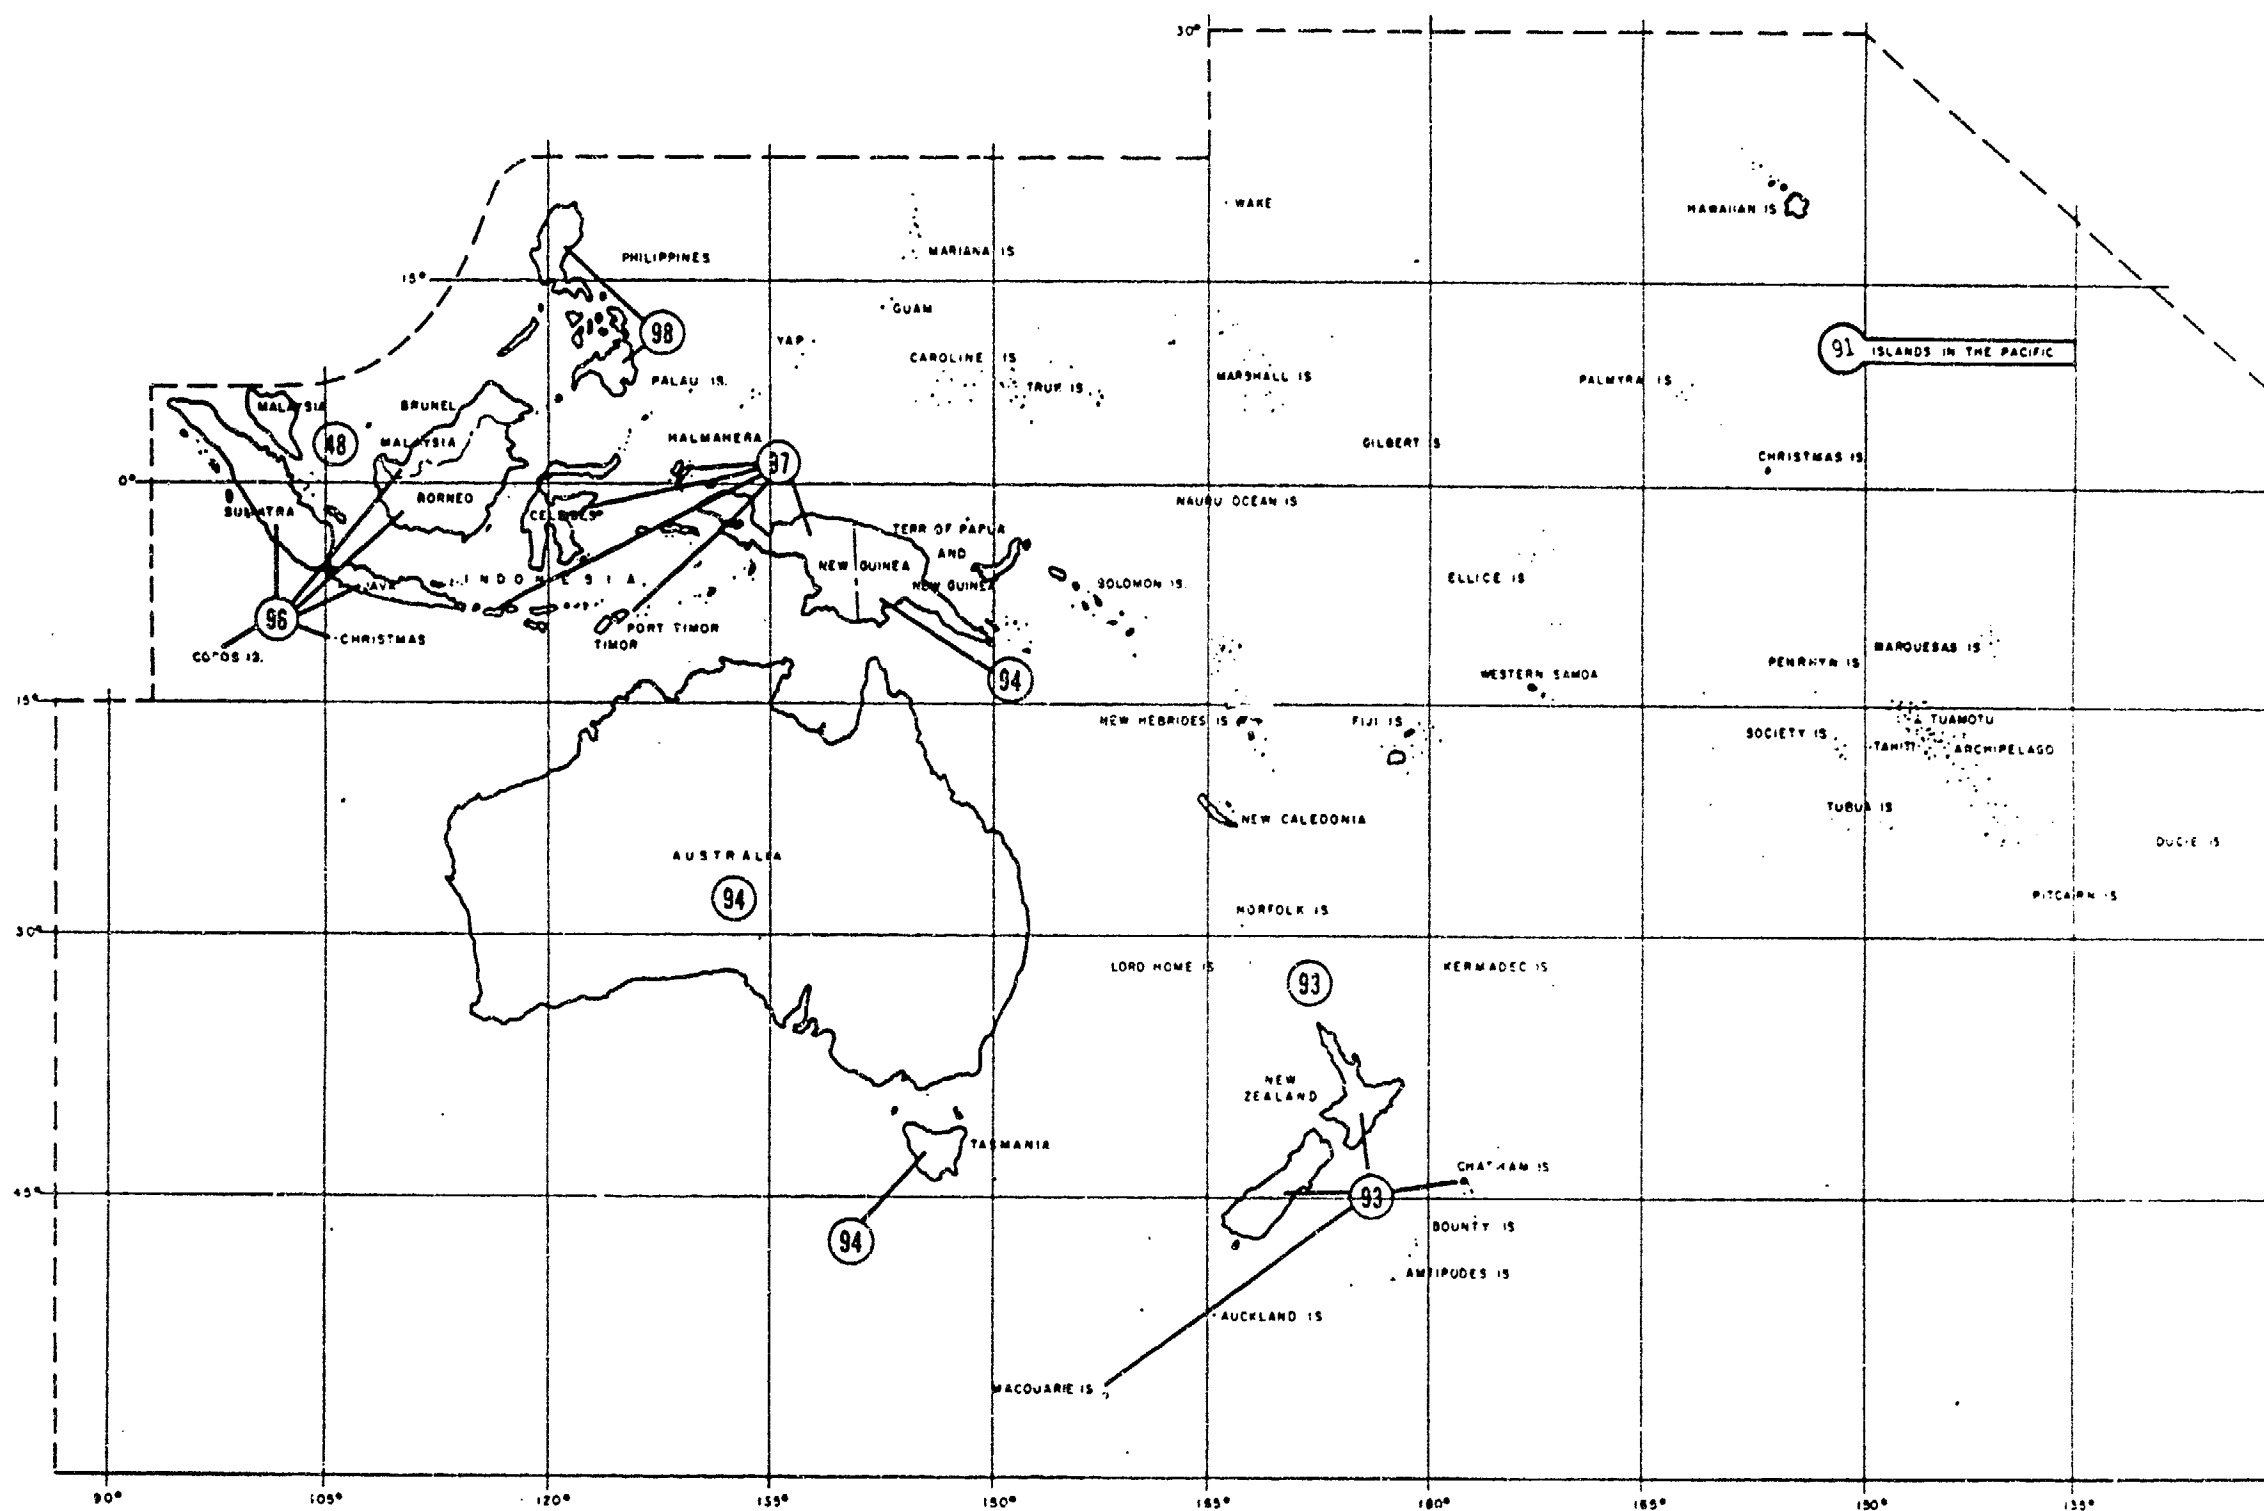 30°
WAKE
HAWAIIAN IS
MARIANA IS
PHILIPPINES
15°
GUAM
98
YAP
91 ISLANDS IN THE PACIFIC
CAROLINE IS
PALAU IS.
TRUK IS
MARSHALL IS
PALMYRA IS
MALAYSIA
BRUNEL
48
MALAYSIA
HALMAHERA
GILBERT IS
97
CHRISTMAS IS
0°
BORNEO
NAURU OCEAN IS
SUMATRA
CELEBES
TERR OF PAPUA
AND
NEW GUINEA
NEW GUINEA
INDONESIA
SOLOMON IS.
ELLICE IS
96
PORT TIMOR
CHRISTMAS
TIMOR
COCOS IS.
MARQUESAS IS
PENRHYN IS
94
WESTERN SAMOA
15°
NEW HEBRIDES IS
FIJI IS
TUAMOTU
SOCIETY IS
TAHITI
ARCHIPELAGO
TUBUA IS
NEW CALEDONIA
DUCIE IS
AUSTRALIA
94
PITCAIRN IS
NORFOLK IS
30°
LORD HOME IS
KERMADEC IS
93
NEW
ZEALAND
TASMANIA
CHATHAM IS
45°
93
BOUNTY IS
94
ANTIPODES IS
AUCKLAND IS
MACQUARIE IS
90° 105° 120° 135° 150° 165° 180° 165° 150° 135°